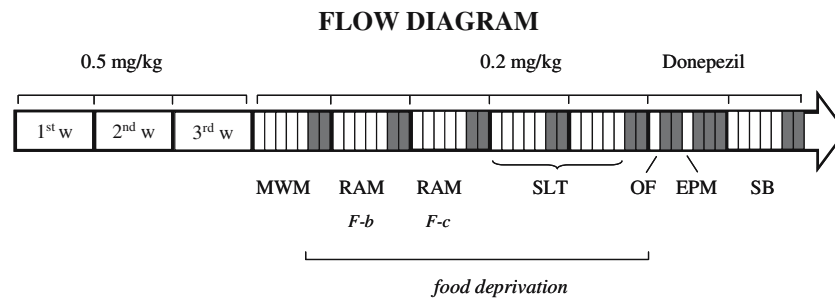 FLOW DIAGRAM
0.5 mg/kg 0.2 mg/kg Donepezil
1st w 2nd w 3rd w
MWM RAM RAM SLT OF EPM SB
F-b F-c
food deprivation